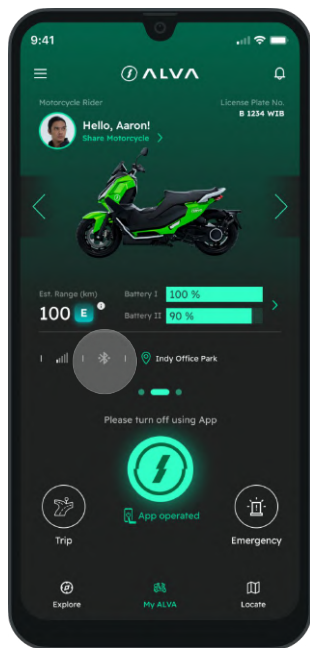 9:41
ALVA
Motorcycle Rider
License Plate No.
Hello, Aaron!
B 1234 WIB
Share Motorcycle >
Est. Range (km)
Battery I 100 %
100 E
Battery II 90 %
Indy Office Park
Please turn off using App
App operated
Trip
Emergency
Explore
My ALVA
Locate